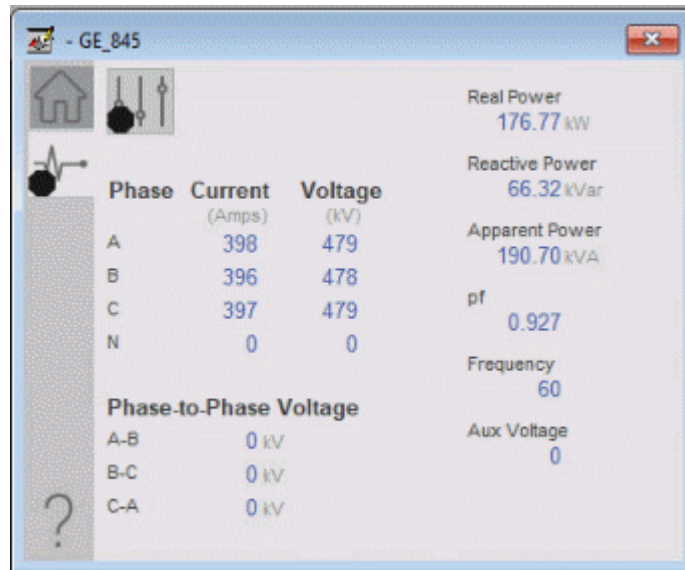 - GE_845
Real Power
176.77 kW
Reactive Power
66.32 kVar
Phase Current Voltage
(Amps) (kV)
A 398 479
B 396 478
C 397 479
N 0 0
Apparent Power
190.70 kVA
pf
0.927
Frequency
60
Phase-to-Phase Voltage
A-B 0 kV
B-C 0 kV
C-A 0 kV
Aux Voltage
0
?